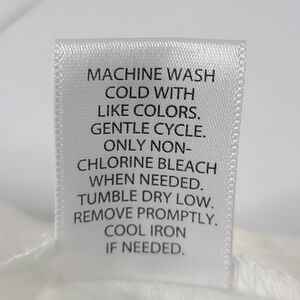 MACHINE WASH
COLD WITH
LIKE COLORS.
GENTLE CYCLE.
ONLY NON-
CHLORINE BLEACH
WHEN NEEDED.
TUMBLE DRY LOW.
REMOVE PROMPTLY.
COOL IRON
IF NEEDED.